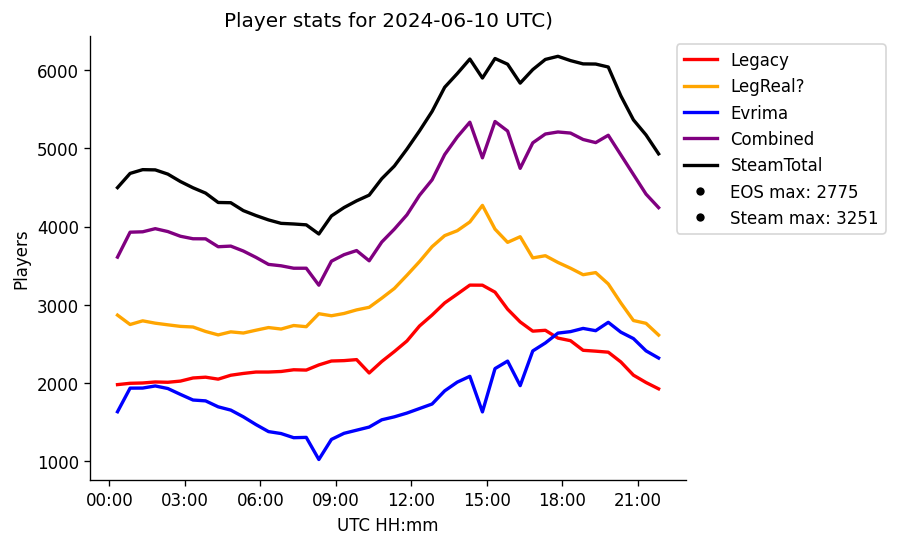 Player stats for 2024-06-10 UTC)
Players
6000
5000
4000
3000
2000
1000
00:00 03:00 06:00 09:00 12:00 15:00 18:00 21:00
UTC HH:mm
Legacy
LegReal?
Evrima
Combined
SteamTotal
EOS max: 2775
Steam max: 3251